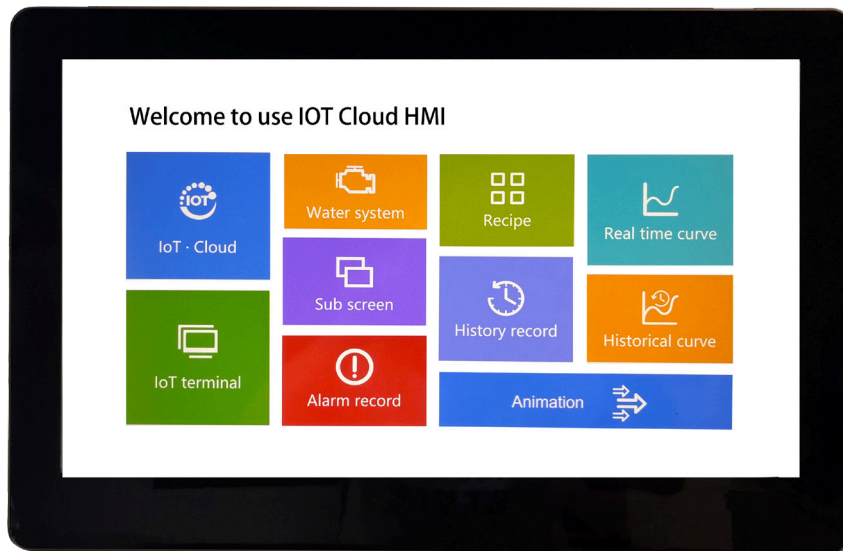 Welcome to use IOT Cloud HMI
IOT
IoT · Cloud
Water system
Recipe
Real time curve
Sub screen
IoT terminal
History record
Historical curve
Alarm record
Animation